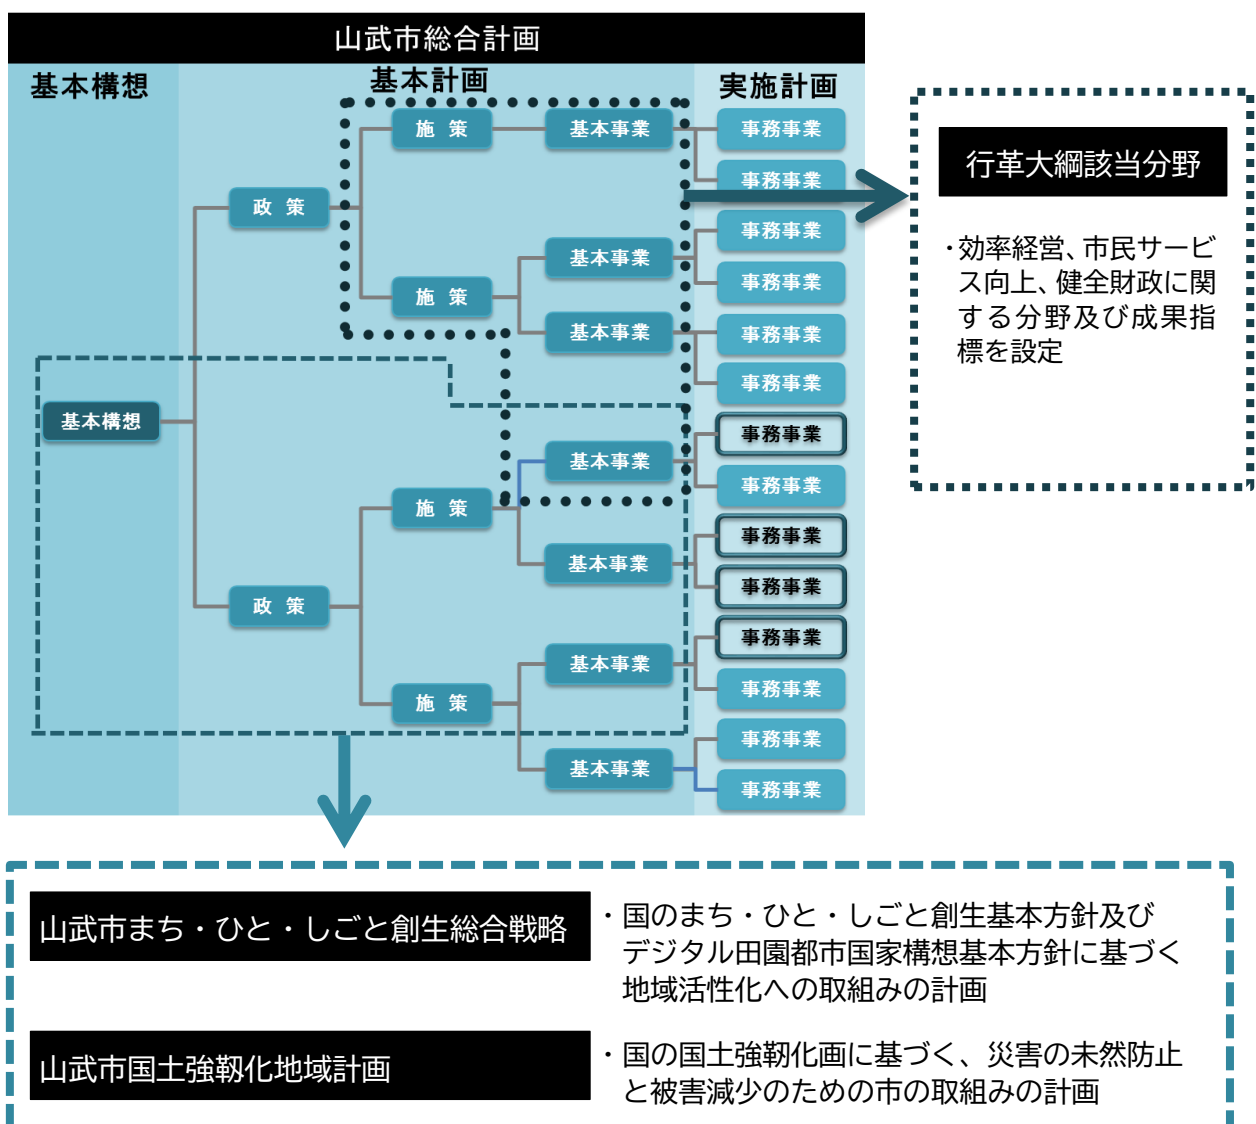 山武市総合計画
基本構想
基本計画
実施計画
施 策
基本事業
事務事業
事務事業
政 策
事務事業
基本事業
施 策
事務事業
基本事業
事務事業
事務事業
基本構想
事務事業
基本事業
事務事業
施 策
事務事業
基本事業
事務事業
政 策
事務事業
基本事業
事務事業
施 策
事務事業
基本事業
事務事業
行革大綱該当分野
・効率経営、市民サービ
ス向上、健全財政に関
する分野及び成果指
標を設定
山武市まち・ひと・しごと創生総合戦略
・国のまち・ひと・しごと創生基本方針及び
デジタル田園都市国家構想基本方針に基づく
地域活性化への取組みの計画
山武市国土強靱化地域計画
・国の国土強靱化画に基づく、災害の未然防止
と被害減少のための市の取組みの計画